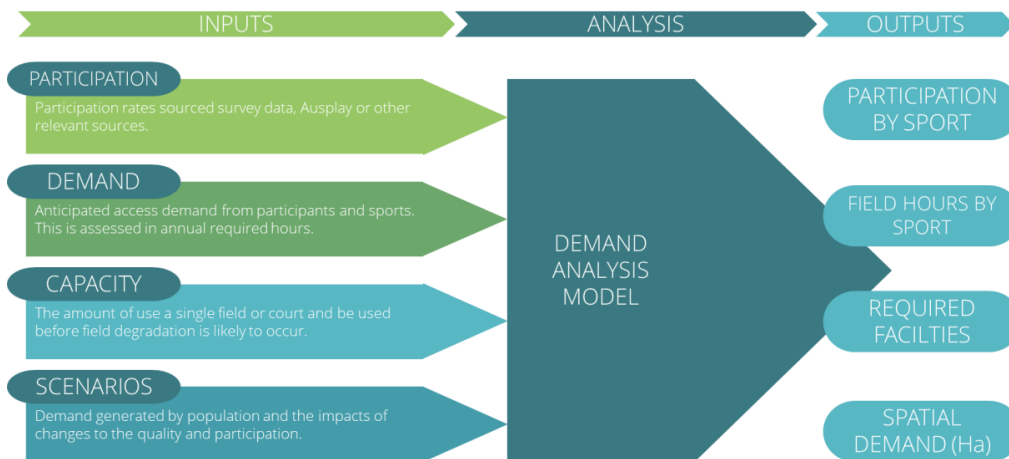 INPUTS
ANALYSIS
OUTPUTS
PARTICIPATION
Participation rates sourced survey data, Ausplay or other
relevant sources.
DEMAND
Anticipated access demand from participants and sports.
This is assessed in annual required hours.
CAPACITY
The amount of use a single field or court and be used
before field degradation is likely to occur.
SCENARIOS
Demand generated by population and the impacts of
changes to the quality and participation.
DEMAND
ANALYSIS
MODEL
PARTICIPATION
BY SPORT
FIELD HOURS BY
SPORT
REQUIRED
FACILTIES
SPATIAL
DEMAND (Ha)